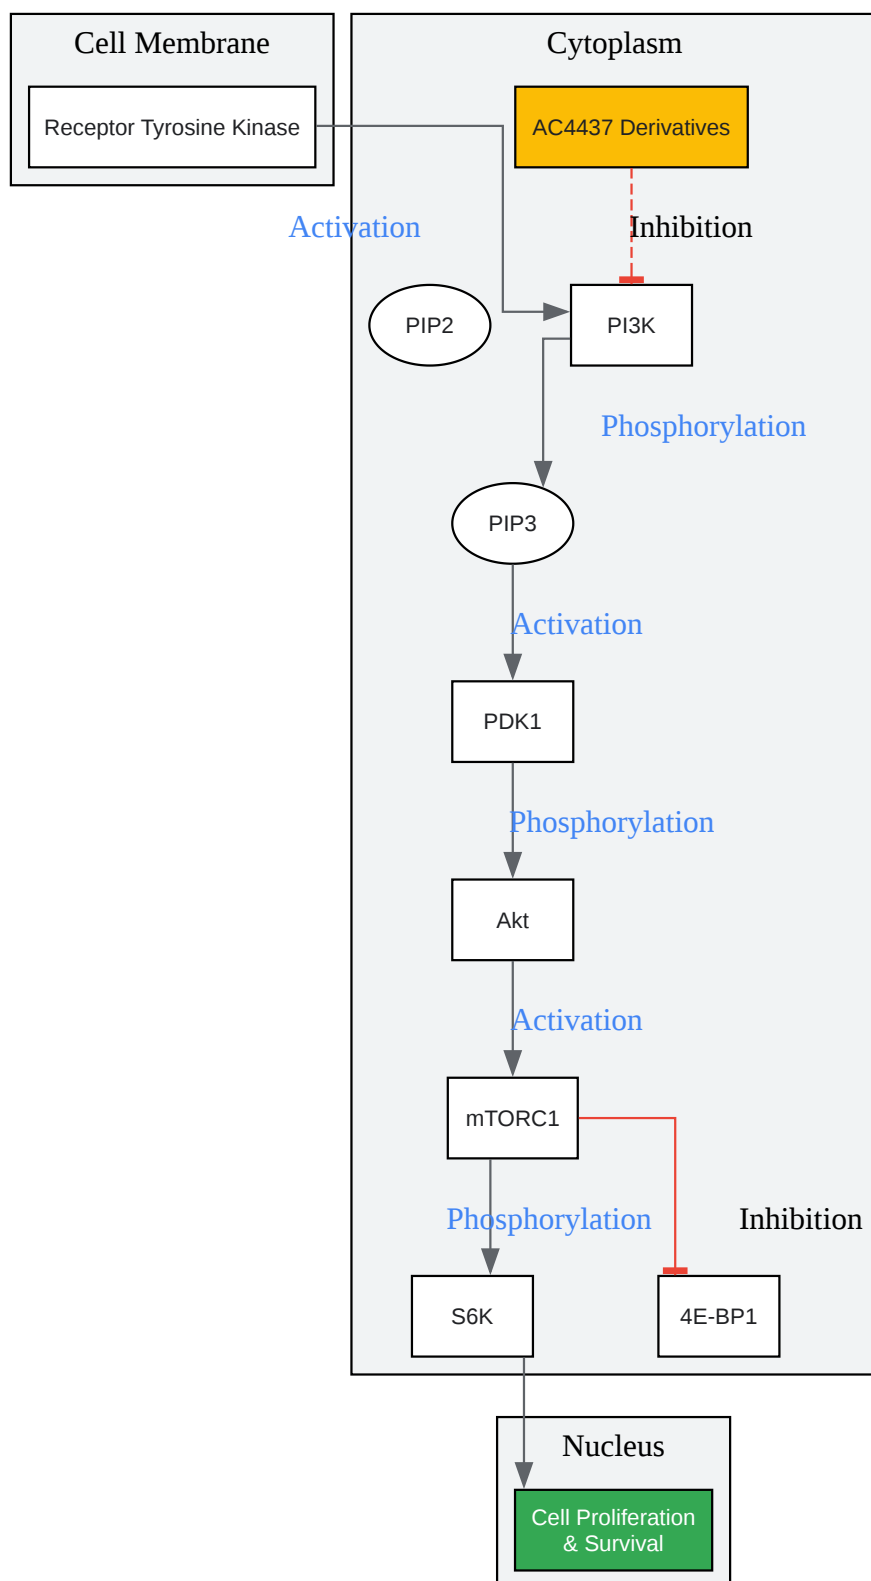 Cell Membrane
Cytoplasm
Receptor Tyrosine Kinase
AC4437 Derivatives
Activation
Inhibition
PIP2
PI3K
Phosphorylation
PIP3
Activation
PDK1
Phosphorylation
Akt
Activation
mTORC1
Phosphorylation
Inhibition
S6K
4E-BP1
Nucleus
Cell Proliferation
& Survival